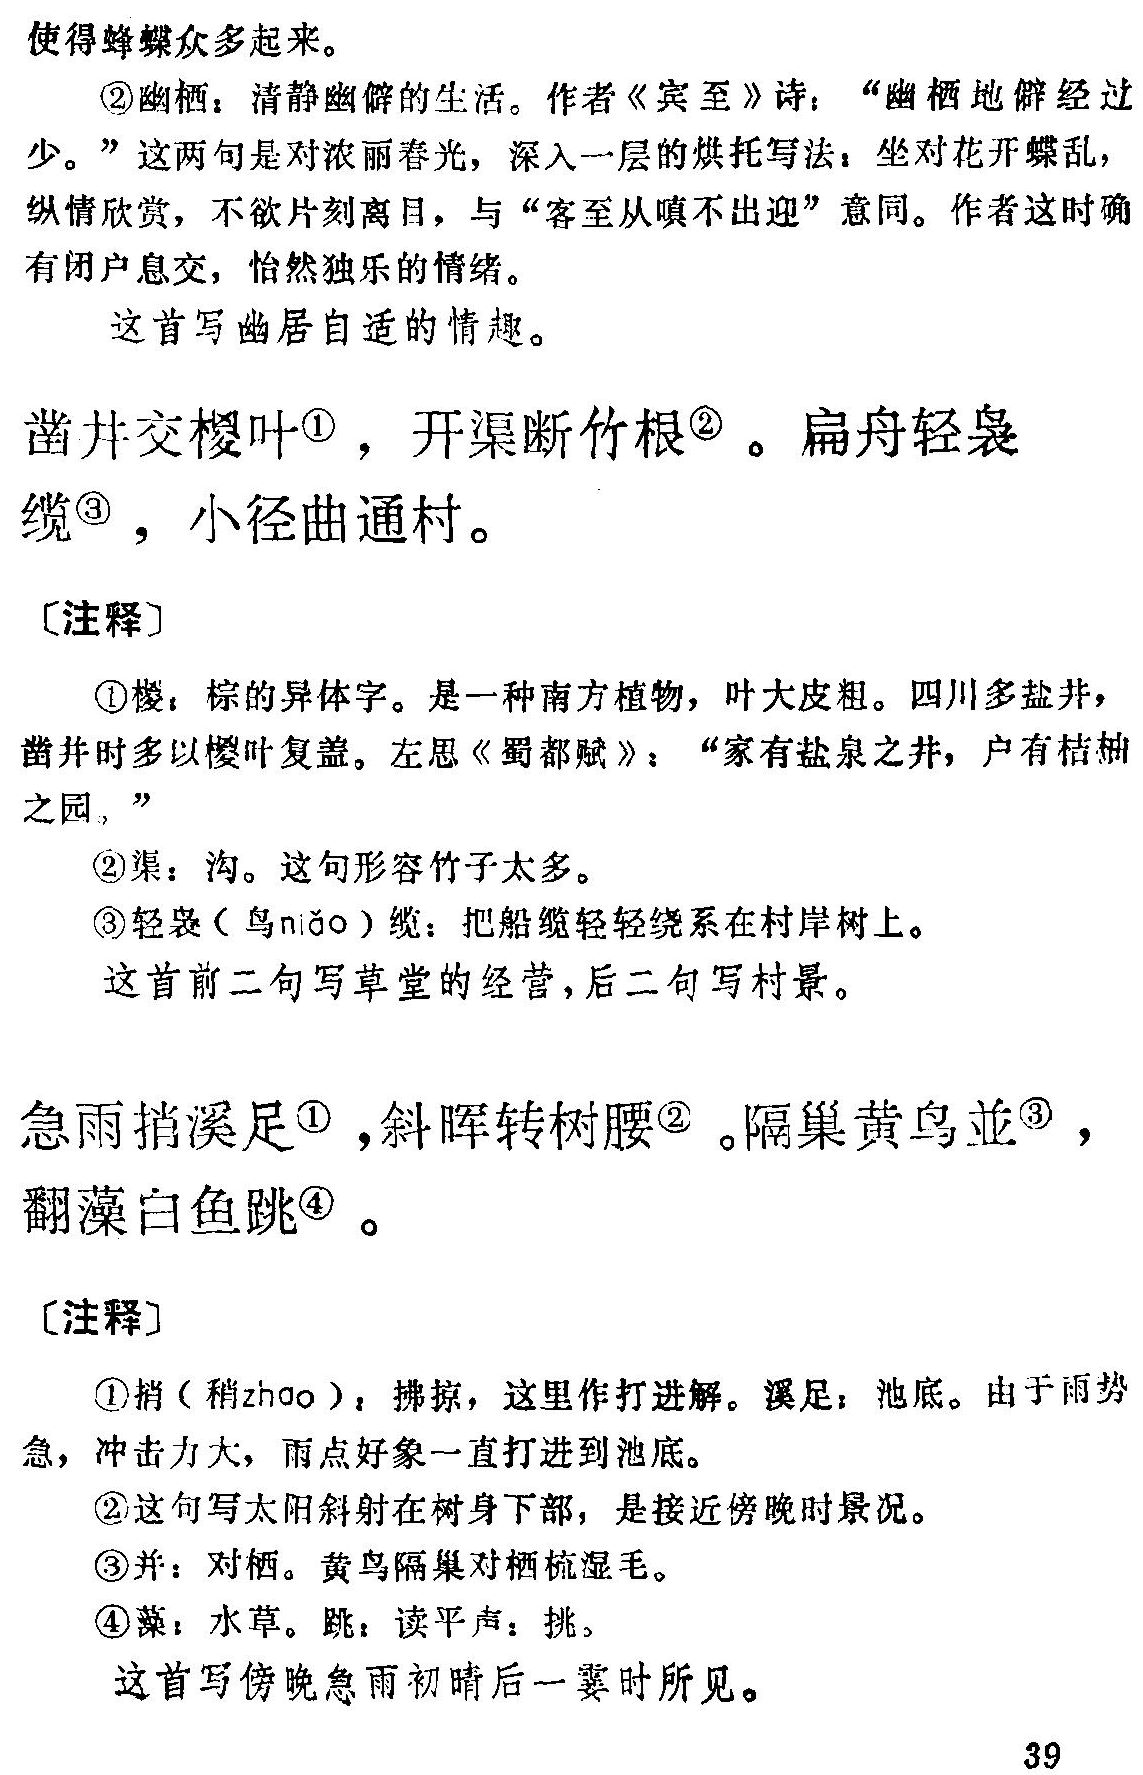 使得蜂蝶众多起来。
②幽栖：清静幽僻的生活。作者《宾至》诗：“幽栖地僻经过
少。”这两句是对浓丽春光，深入一层的烘托写法：坐对花开蝶乱，
纵情欣赏，不欲片刻离目，与“客至从嗔不出迎”意同。作者这时确
有闭户息交，怡然独乐的情绪。
这首写幽居自适的情趣。
凿井交椶叶①，开渠断竹根②。扁舟轻袅
缆③，小径曲通村。
〔注释〕
①椶：棕的异体字。是一种南方植物，叶大皮粗。四川多盐井，
凿井时多以椶叶复盖。左思《蜀都赋》：“家有盐泉之井，户有桔柚
之园。”
②渠：沟。这句形容竹子太多。
③轻袅（鸟niǎo）缆：把船缆轻轻绕系在村岸树上。
这首前二句写草堂的经营，后二句写村景。
急雨捎溪足①，斜晖转树腰②。隔巢黄鸟並③，
翻藻白鱼跳④。
〔注释〕
①捎（稍zhao）：拂掠，这里作打进解。溪足：池底。由于雨势
急，冲击力大，雨点好象一直打进到池底。
②这句写太阳斜射在树身下部，是接近傍晚时景况。
③并：对栖。黄鸟隔巢对栖梳湿毛。
④藻：水草。跳：读平声：挑。
这首写傍晚急雨初晴后一霎时所见。
39